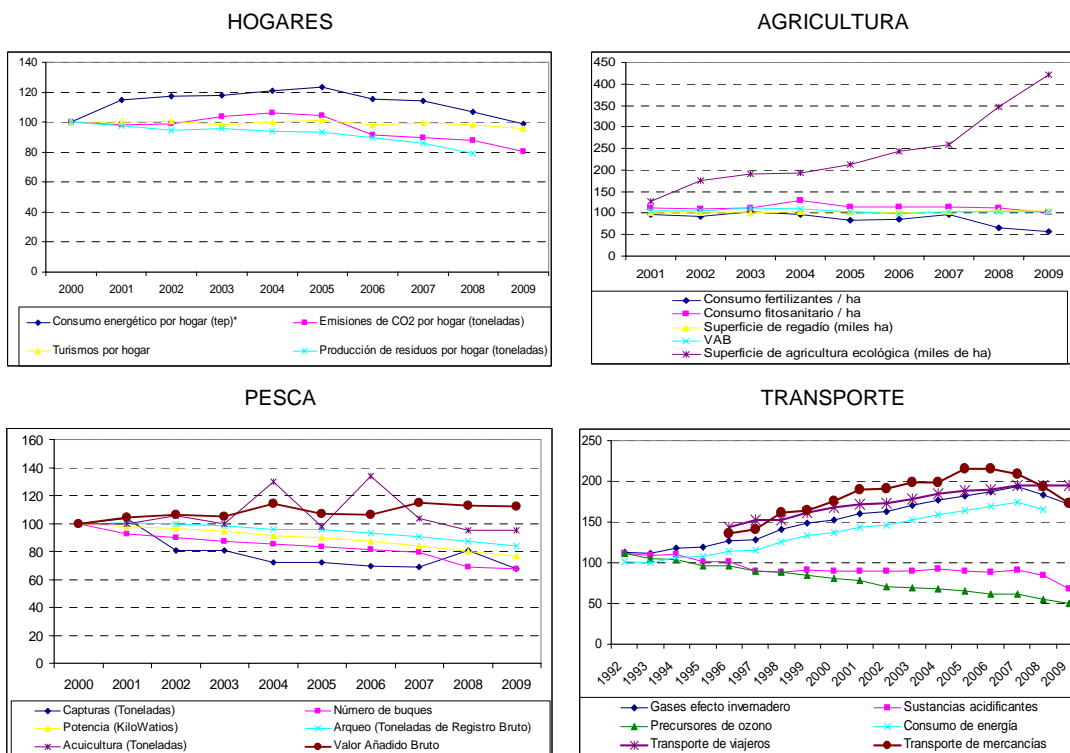 HOGARES
140
120
100
80
60
40
20
0
2000 2001 2002 2003 2004 2005 2006 2007 2008 2009
Consumo energético por hogar (tep)* Emisiones de CO2 por hogar (toneladas)
Turismos por hogar Producción de residuos por hogar (toneladas)
AGRICULTURA
450
400
350
300
250
200
150
100
50
0
2001 2002 2003 2004 2005 2006 2007 2008 2009
Consumo fertilizantes / ha
Consumo fitosanitario / ha
Superficie de regadío (miles ha)
VAB
Superficie de agricultura ecológica (miles de ha)
PESCA
160
140
120
100
80
60
40
20
0
2000 2001 2002 2003 2004 2005 2006 2007 2008 2009
Capturas (Toneladas) Número de buques
Potencia (KiloWatios) Arqueo (Toneladas de Registro Bruto)
Acuicultura (Toneladas) Valor Añadido Bruto
TRANSPORTE
250
200
150
100
50
0
1992 1993 1994 1995 1996 1997 1998 1999 2000 2001 2002 2003 2004 2005 2006 2007 2008 2009
Gases efecto invernadero Sustancias acidificantes
Precursores de ozono Consumo de energía
Transporte de viajeros Transporte de mercancías